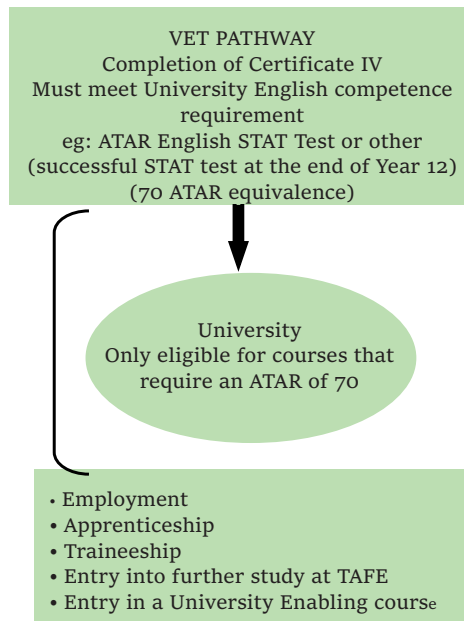 VET PATHWAY
Completion of Certificate IV
Must meet University English competence
requirement
eg: ATAR English STAT Test or other
(successful STAT test at the end of Year 12)
(70 ATAR equivalence)
University
Only eligible for courses that
require an ATAR of 70
• Employment
• Apprenticeship
• Traineeship
• Entry into further study at TAFE
• Entry in a University Enabling course